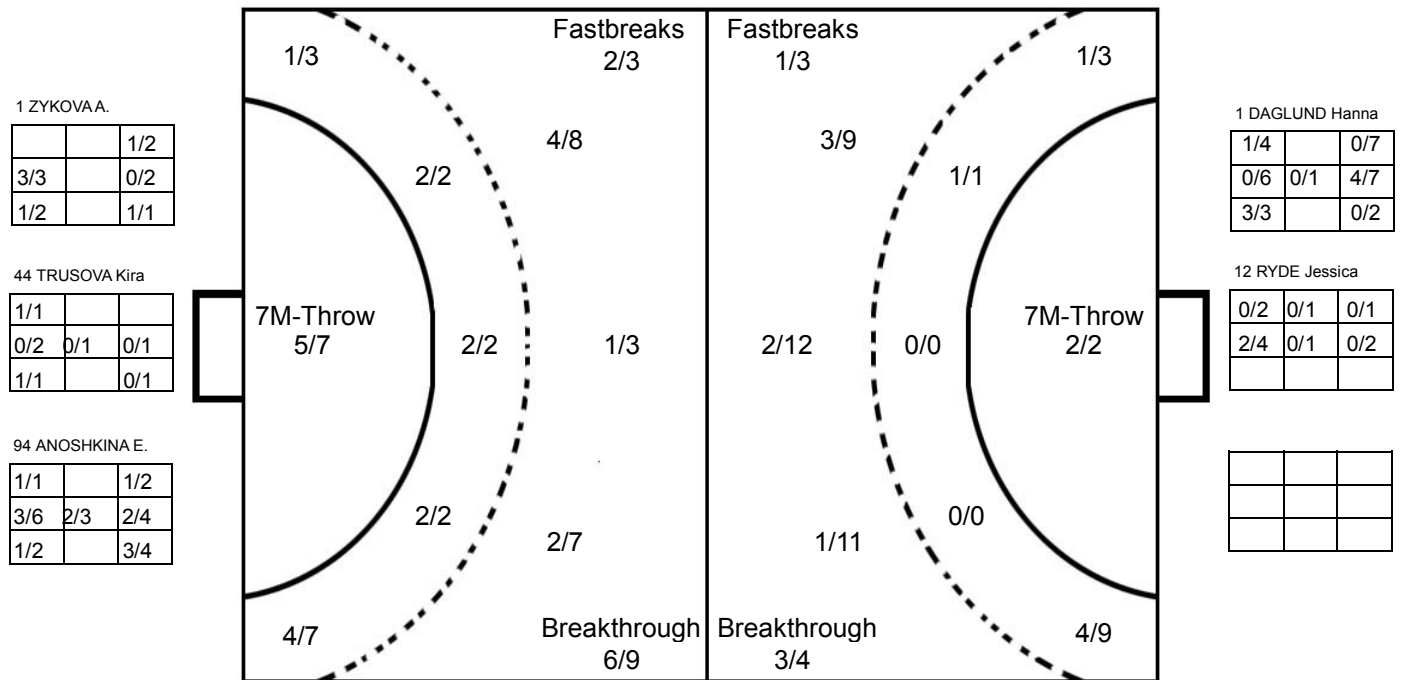 Fastbreaks Fastbreaks
1/3 2/3 1/3 1/3
1 ZYKOVA A.
1/2
3/3 0/2
1/2 1/1
44 TRUSOVA Kira
1/1
0/2 0/1 0/1
1/1 0/1
94 ANOSHKINA E.
1/1 1/2
3/6 2/3 2/4
1/2 3/4
4/8 3/9
2/2 1/1
7M-Throw 7M-Throw
5/7 2/2 1/3 2/12 0/0 2/2
2/2 0/0
2/7 1/11
4/7 4/9
Breakthrough Breakthrough
6/9 3/4
1 DAGLUND Hanna
1/4 0/7
0/6 0/1 4/7
3/3 0/2
12 RYDE Jessica
0/2 0/1 0/1
2/4 0/1 0/2